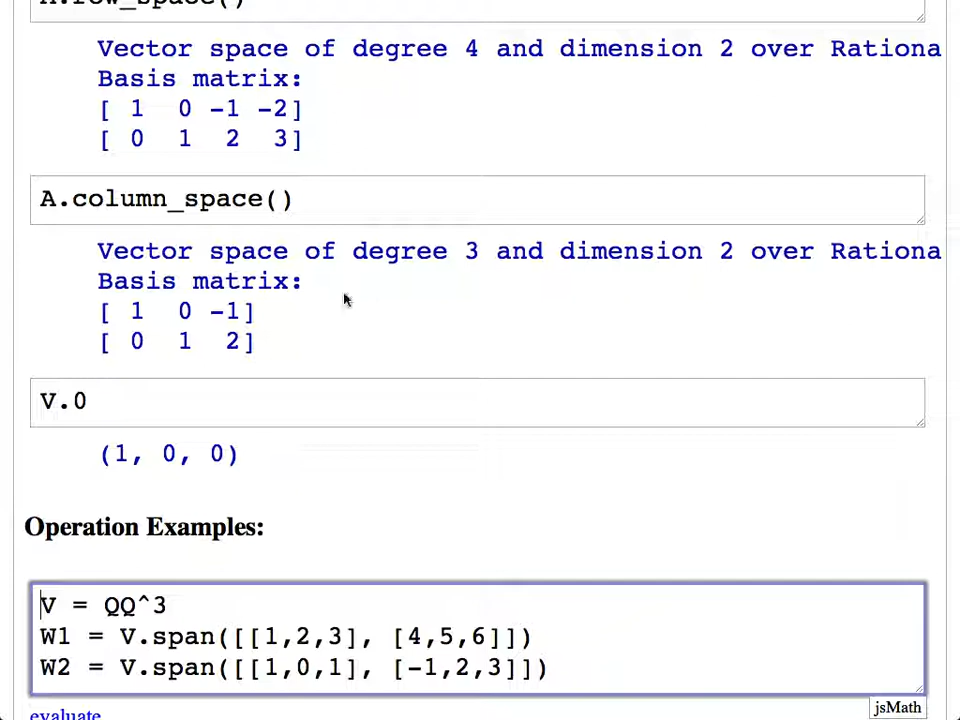 A.row_space()
Vector space of degree 4 and dimension 2 over Rationa
Basis matrix:
[ 1 0 -1 -2]
[ 0 1 2 3]
A.column_space()
Vector space of degree 3 and dimension 2 over Rationa
Basis matrix:
[ 1 0 -1]
[ 0 1 2]
V.0
(1, 0, 0)
Operation Examples:
V = QQ^3
W1 = V.span([[1,2,3], [4,5,6]])
W2 = V.span([[1,0,1], [-1,2,3]])
evaluate
jsMath